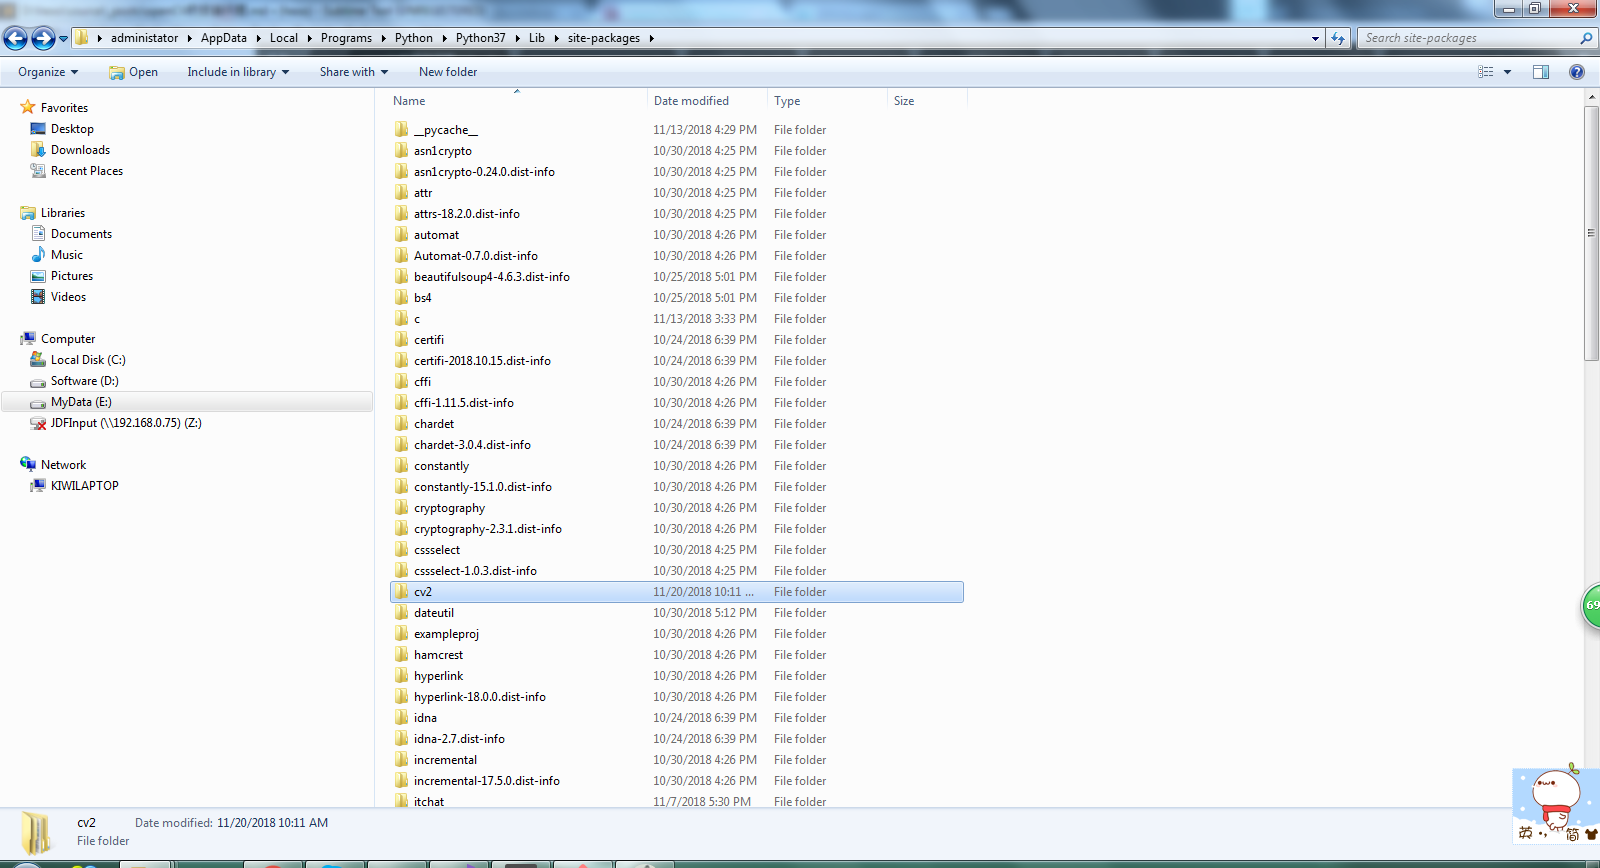 administator AppData Local Programs Python Python37 Lib site-packages Search site-packages
Organize Open Include in library Share with New folder
Name Date modified Type Size
Favorites
Desktop
Downloads
Recent Places
Libraries
Documents
Music
Pictures
Videos
Computer
Local Disk (C:)
Software (D:)
MyData (E:)
JDFInput (\\192.168.0.75) (Z:)
Network
KIWILAPTOP
__pycache__ 11/13/2018 4:29 PM File folder
asn1crypto 10/30/2018 4:25 PM File folder
asn1crypto-0.24.0.dist-info 10/30/2018 4:25 PM File folder
attr 10/30/2018 4:25 PM File folder
attrs-18.2.0.dist-info 10/30/2018 4:25 PM File folder
automat 10/30/2018 4:26 PM File folder
Automat-0.7.0.dist-info 10/30/2018 4:26 PM File folder
beautifulsoup4-4.6.3.dist-info 10/25/2018 5:01 PM File folder
bs4 10/25/2018 5:01 PM File folder
c 11/13/2018 3:33 PM File folder
certifi 10/24/2018 6:39 PM File folder
certifi-2018.10.15.dist-info 10/24/2018 6:39 PM File folder
cffi 10/30/2018 4:26 PM File folder
cffi-1.11.5.dist-info 10/30/2018 4:26 PM File folder
chardet 10/24/2018 6:39 PM File folder
chardet-3.0.4.dist-info 10/24/2018 6:39 PM File folder
constantly 10/30/2018 4:26 PM File folder
constantly-15.1.0.dist-info 10/30/2018 4:26 PM File folder
cryptography 10/30/2018 4:26 PM File folder
cryptography-2.3.1.dist-info 10/30/2018 4:26 PM File folder
cssselect 10/30/2018 4:25 PM File folder
cssselect-1.0.3.dist-info 10/30/2018 4:25 PM File folder
cv2 11/20/2018 10:11 ... File folder
dateutil 10/30/2018 5:12 PM File folder
exampleproj 10/30/2018 4:26 PM File folder
hamcrest 10/30/2018 4:26 PM File folder
hyperlink 10/30/2018 4:26 PM File folder
hyperlink-18.0.0.dist-info 10/30/2018 4:26 PM File folder
idna 10/24/2018 6:39 PM File folder
idna-2.7.dist-info 10/24/2018 6:39 PM File folder
incremental 10/30/2018 4:26 PM File folder
incremental-17.5.0.dist-info 10/30/2018 4:26 PM File folder
itchat 11/7/2018 5:30 PM File folder
69
英 ·, 简
cv2 Date modified: 11/20/2018 10:11 AM
File folder